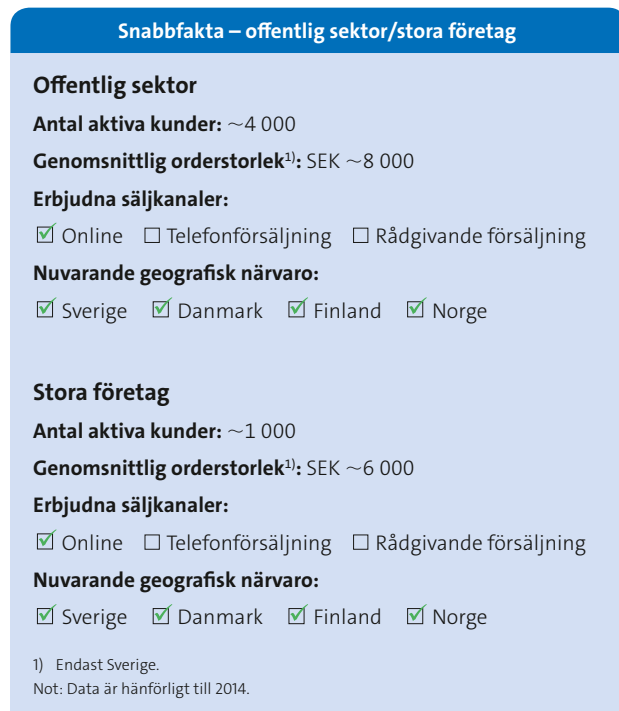 Snabbfakta – offentlig sektor/stora företag
Offentlig sektor
Antal aktiva kunder: ~4 000
Genomsnittlig orderstorlek1): SEK ~8 000
Erbjudna säljkanaler:
☑ Online ☐ Telefonförsäljning ☐ Rådgivande försäljning
Nuvarande geografisk närvaro:
☑ Sverige ☑ Danmark ☑ Finland ☑ Norge
Stora företag
Antal aktiva kunder: ~1 000
Genomsnittlig orderstorlek1): SEK ~6 000
Erbjudna säljkanaler:
☑ Online ☐ Telefonförsäljning ☐ Rådgivande försäljning
Nuvarande geografisk närvaro:
☑ Sverige ☑ Danmark ☑ Finland ☑ Norge
1) Endast Sverige.
Not: Data är hänförligt till 2014.